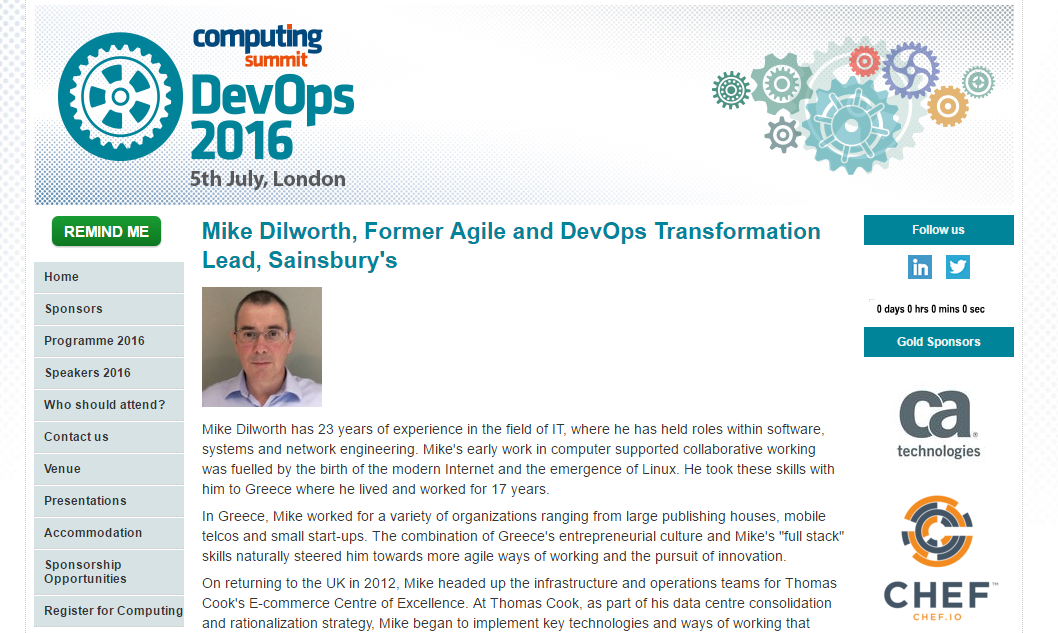 computing
summit
DevOps
2016
5th July, London
REMIND ME
Home
Sponsors
Programme 2016
Speakers 2016
Who should attend?
Contact us
Venue
Presentations
Accommodation
Sponsorship
Opportunities
Register for Computing
Mike Dilworth, Former Agile and DevOps Transformation
Lead, Sainsbury's
Mike Dilworth has 23 years of experience in the field of IT, where he has held roles within software,
systems and network engineering. Mike's early work in computer supported collaborative working
was fuelled by the birth of the modern Internet and the emergence of Linux. He took these skills with
him to Greece where he lived and worked for 17 years.
In Greece, Mike worked for a variety of organizations ranging from large publishing houses, mobile
telcos and small start-ups. The combination of Greece's entrepreneurial culture and Mike's "full stack"
skills naturally steered him towards more agile ways of working and the pursuit of innovation.
On returning to the UK in 2012, Mike headed up the infrastructure and operations teams for Thomas
Cook's E-commerce Centre of Excellence. At Thomas Cook, as part of his data centre consolidation
and rationalization strategy, Mike began to implement key technologies and ways of working that
Follow us
in
0 days 0 hrs 0 mins 0 sec
Gold Sponsors
ca
technologies
CHEF™
CHEF.IO